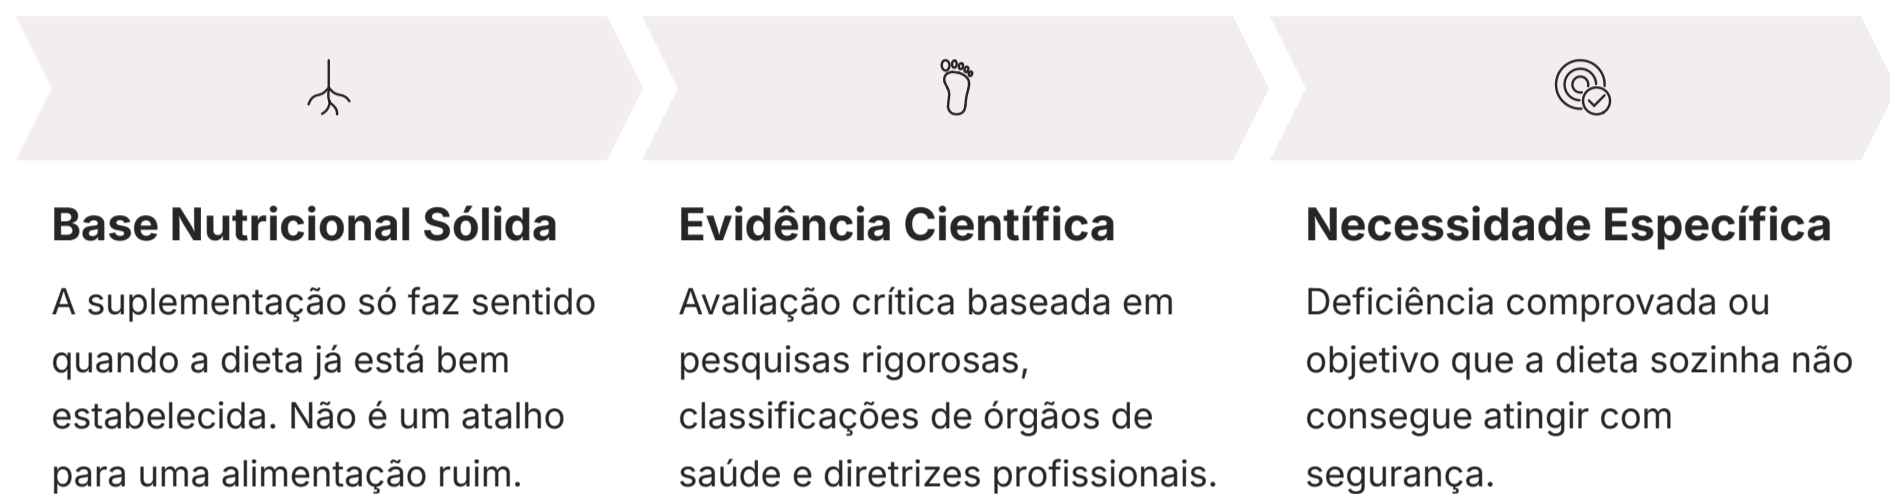 Base Nutricional Sólida
A suplementação só faz sentido
quando a dieta já está bem
estabelecida. Não é um atalho
para uma alimentação ruim.
Evidência Científica
Avaliação crítica baseada em
pesquisas rigorosas,
classificações de órgãos de
saúde e diretrizes profissionais.
Necessidade Específica
Deficiência comprovada ou
objetivo que a dieta sozinha não
consegue atingir com
segurança.